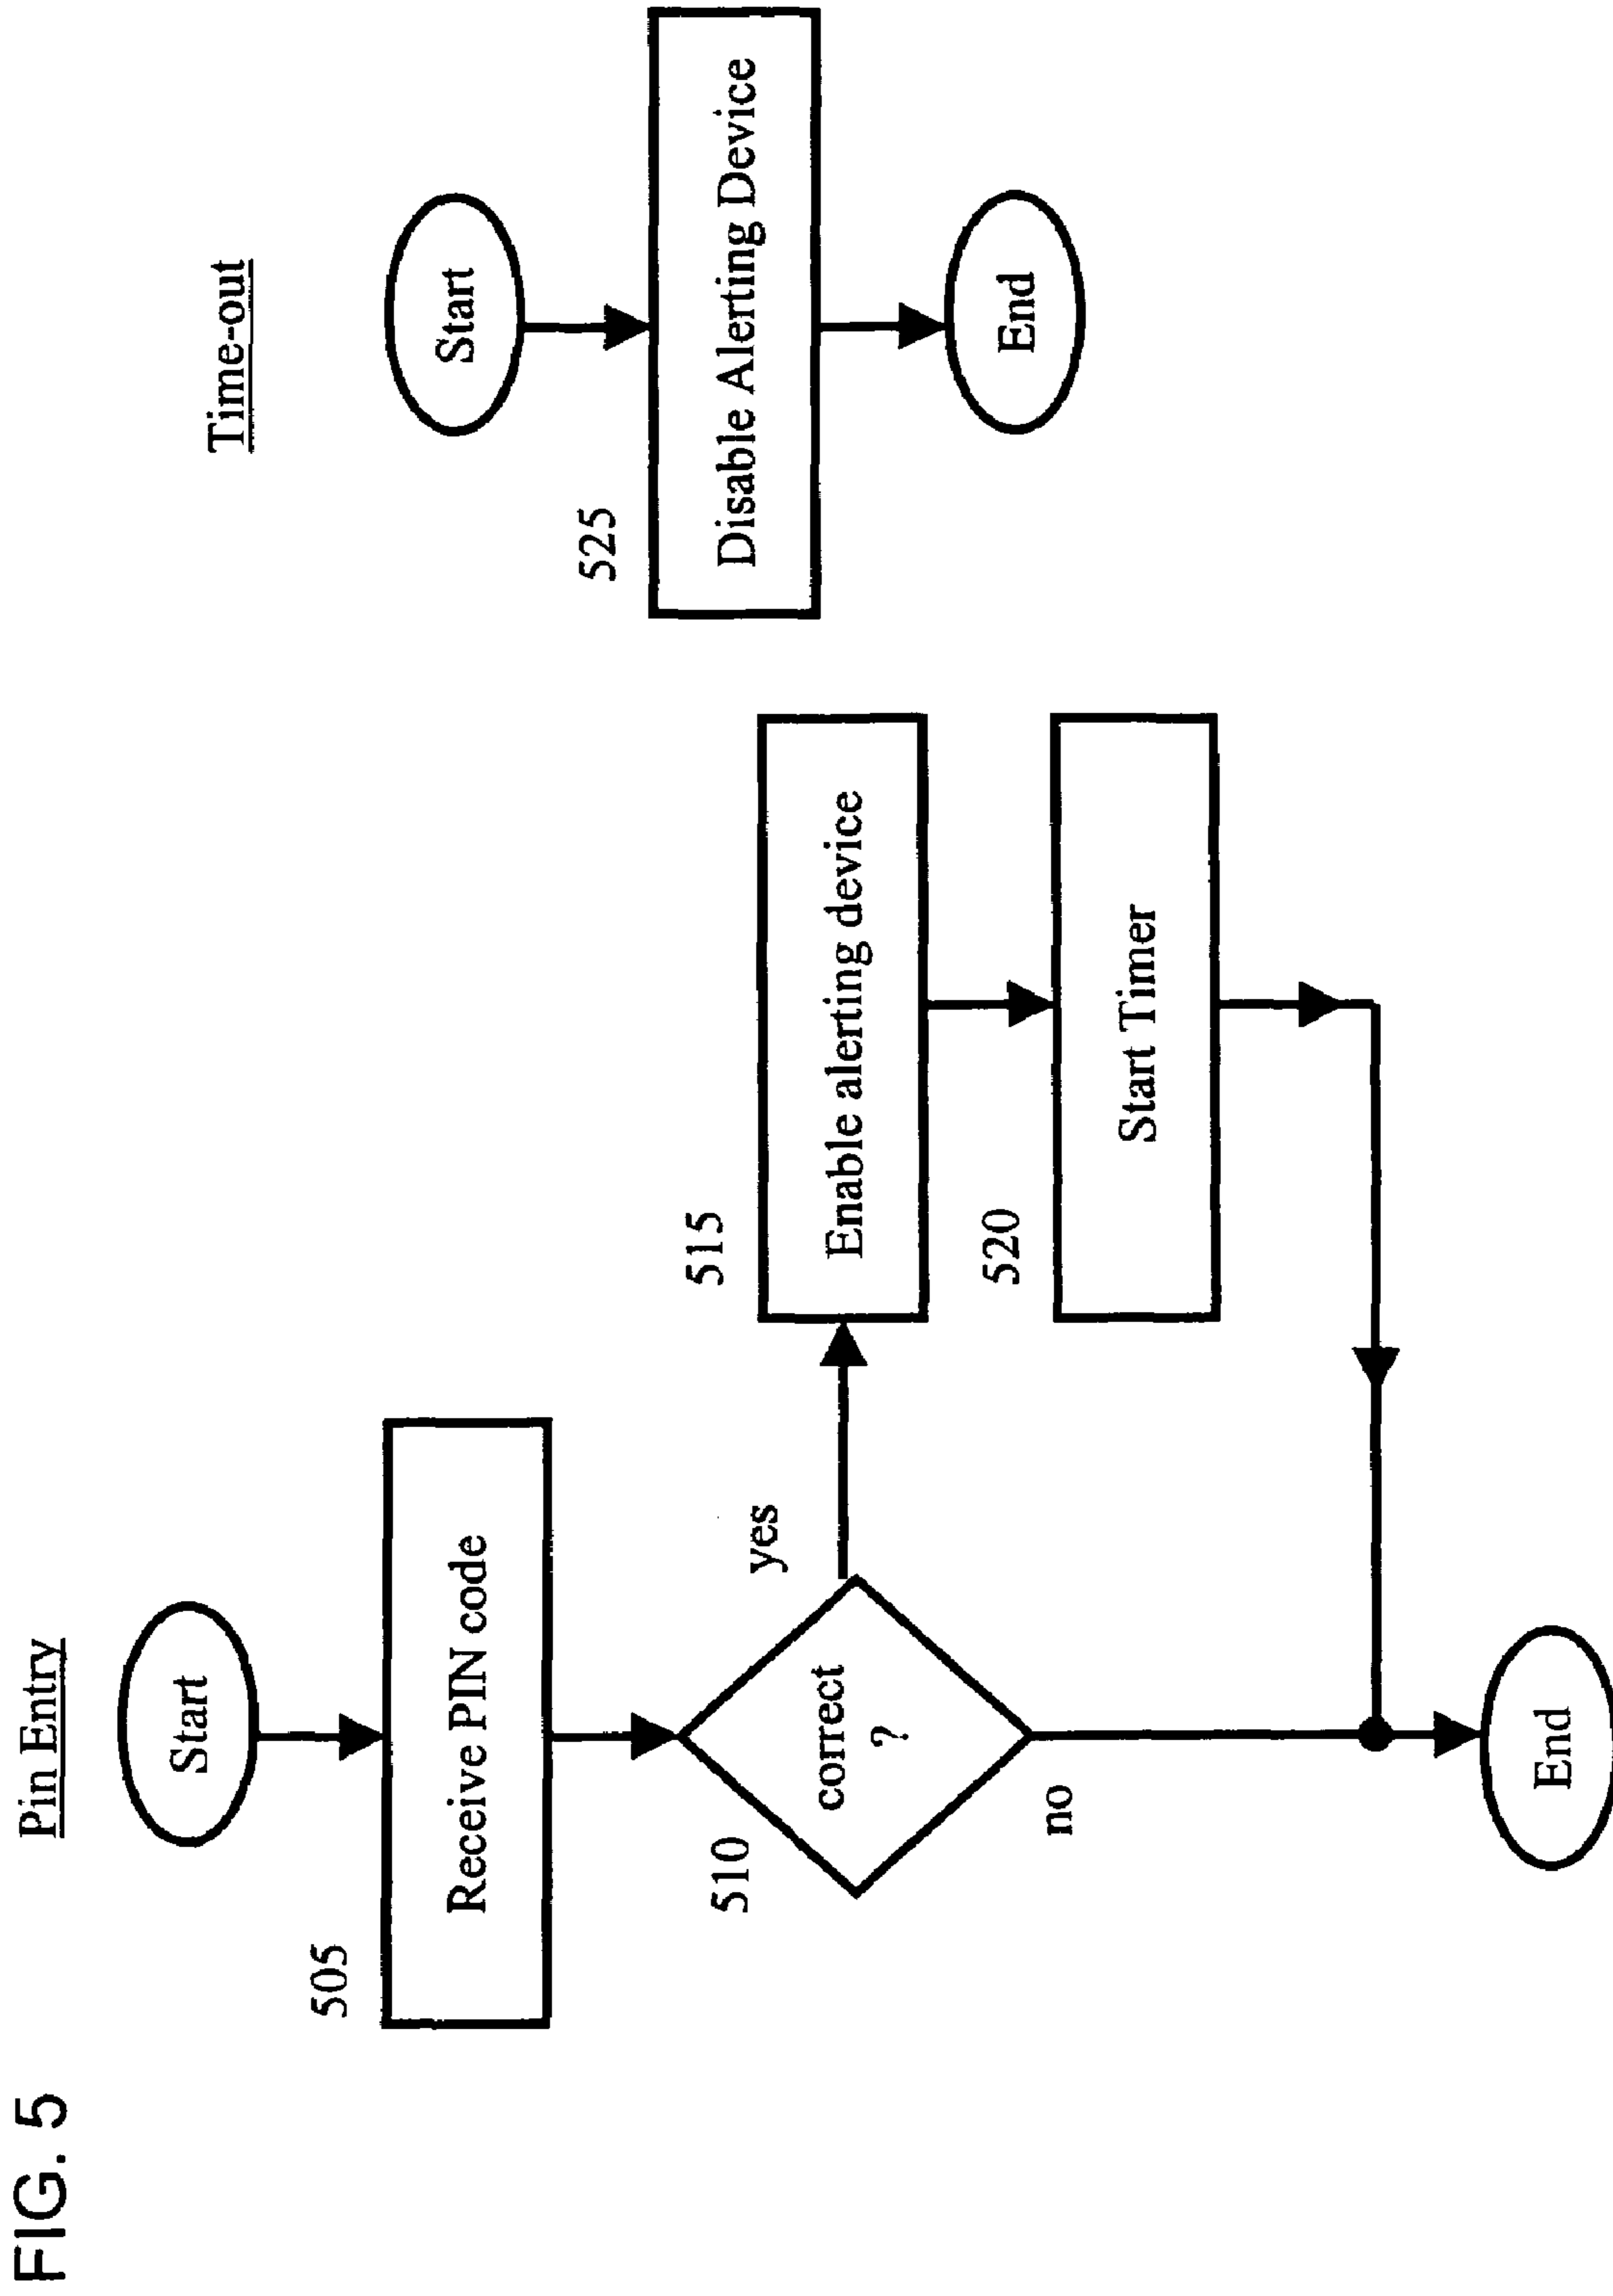 FIG. 5
Pin Entry
Start
505
Receive PIN code
510
correct
?
yes
no
515
Enable alerting device
520
Start Timer
End
Time-out
Start
525
Disable Alerting Device
End